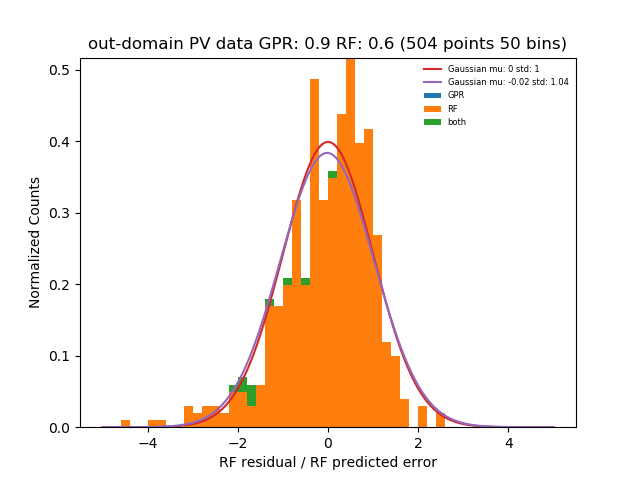 out-domain PV data GPR: 0.9 RF: 0.6 (504 points 50 bins)
Gaussian mu: 0 std: 1
Gaussian mu: -0.02 std: 1.04
GPR
RF
both
Normalized Counts
0.5
0.4
0.3
0.2
0.1
0.0
−4
−2
0
2
4
RF residual / RF predicted error